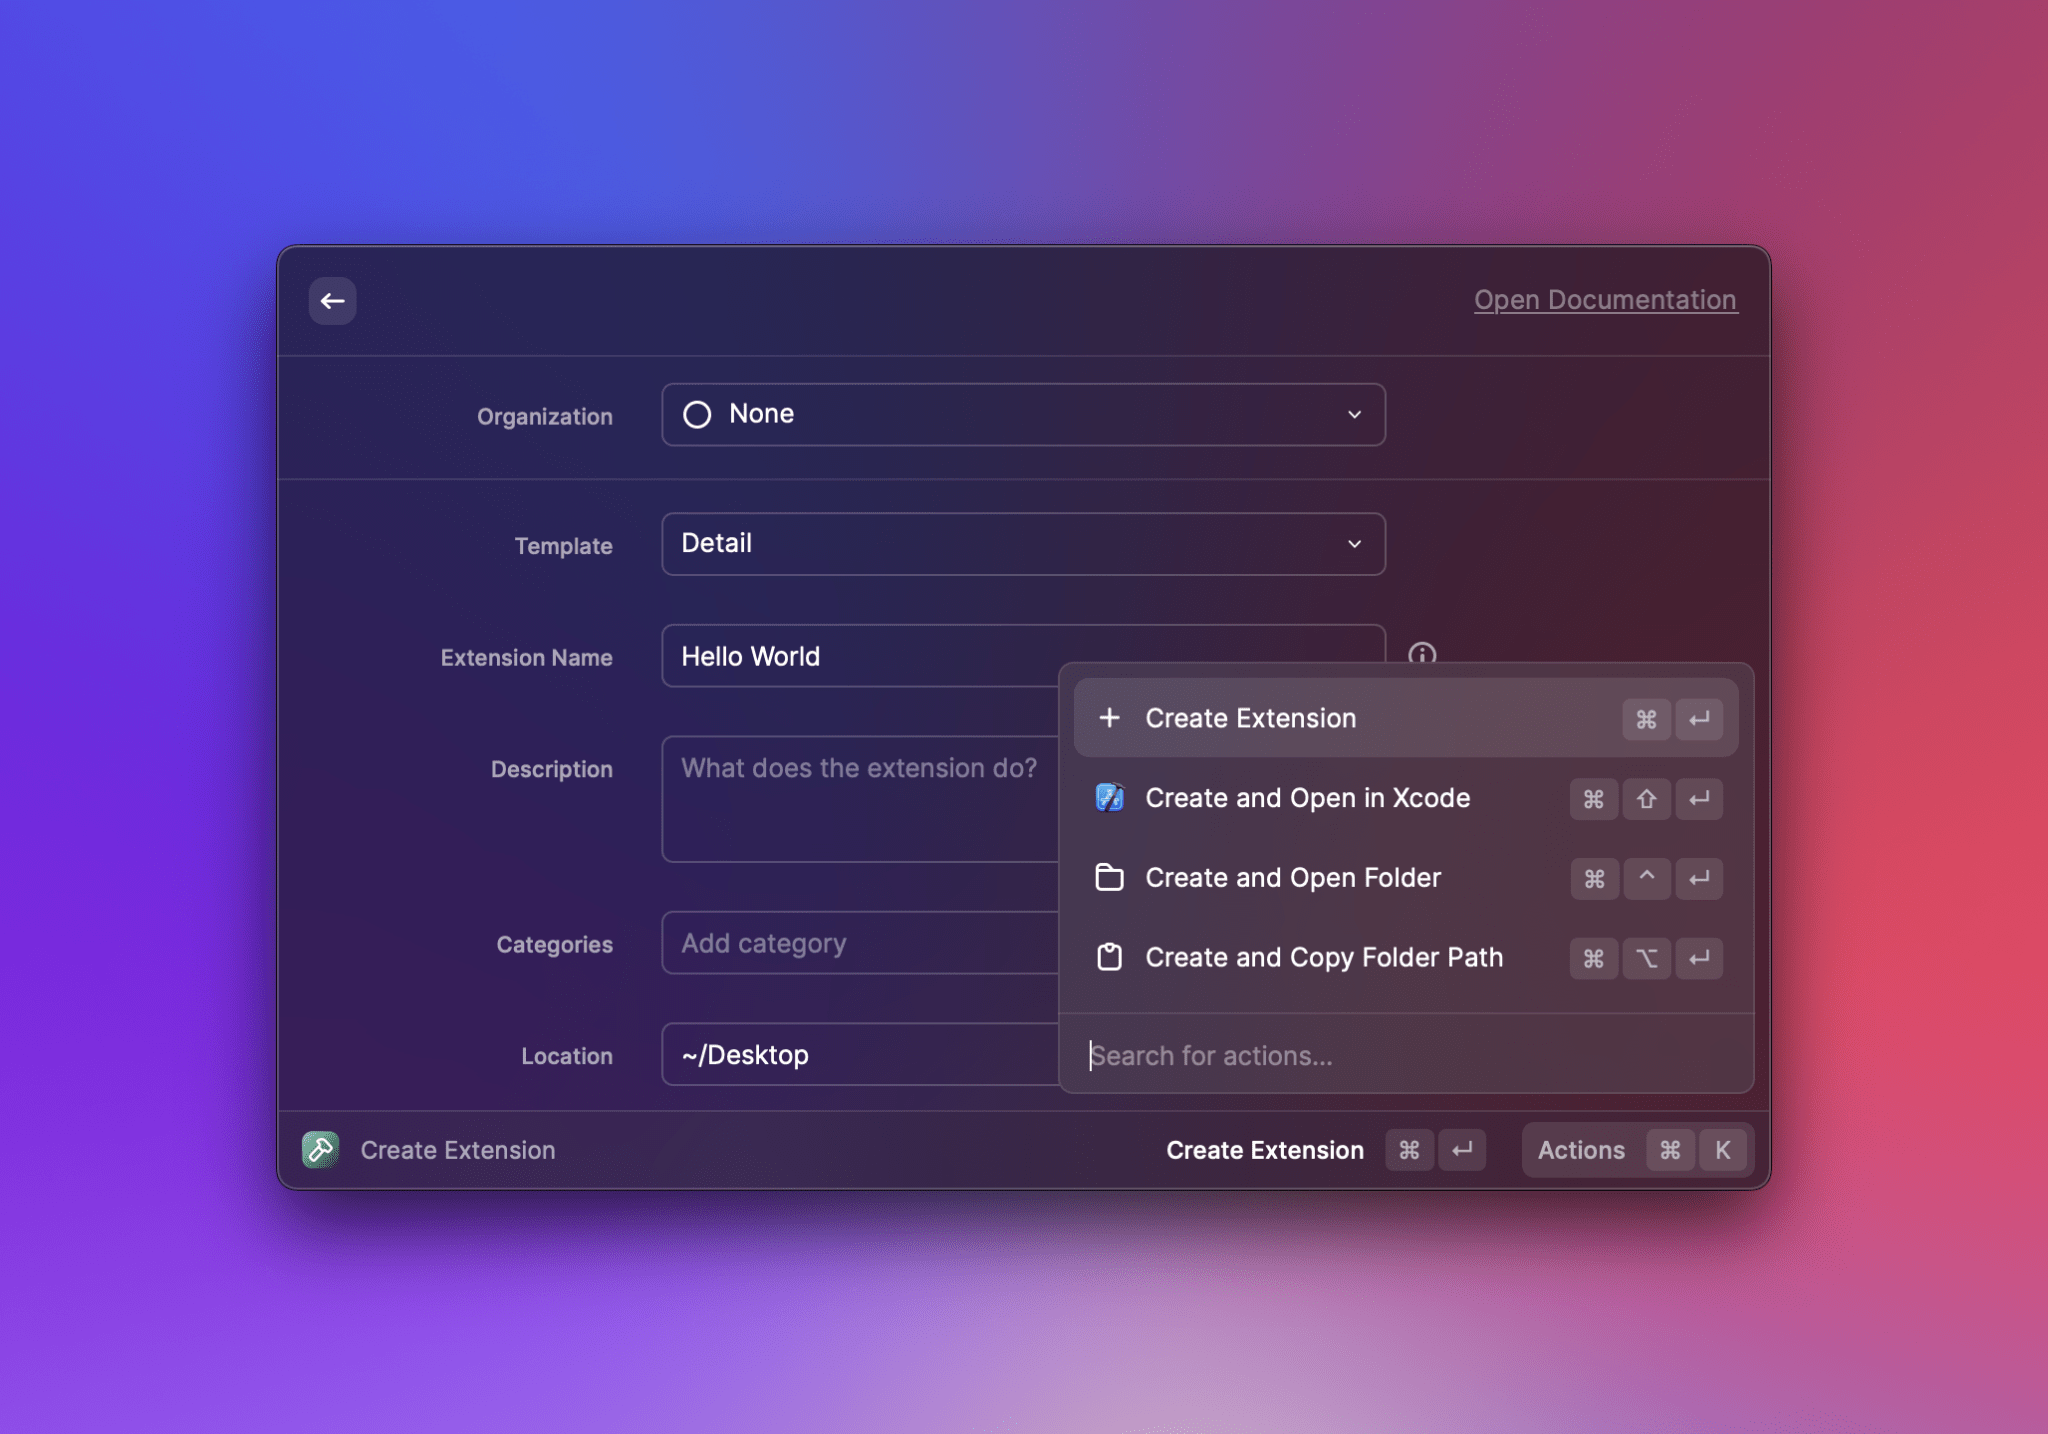 Open Documentation
Organization
None
Template
Detail
Extension Name
Hello World
Description
What does the extension do?
Categories
Add category
Location
~/Desktop
Create Extension ⌘ ↵
Create and Open in Xcode ⌘ ⇧ ↵
Create and Open Folder ⌘ ^ ↵
Create and Copy Folder Path ⌘ ⌥ ↵
Search for actions...
Create Extension
Create Extension ⌘ ↵
Actions ⌘ K